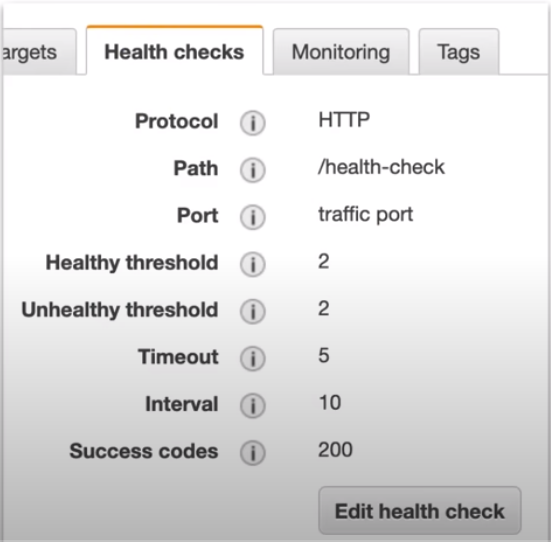 argets Health checks Monitoring Tags
Protocol i HTTP
Path i /health-check
Port i traffic port
Healthy threshold i 2
Unhealthy threshold i 2
Timeout i 5
Interval i 10
Success codes i 200
Edit health check